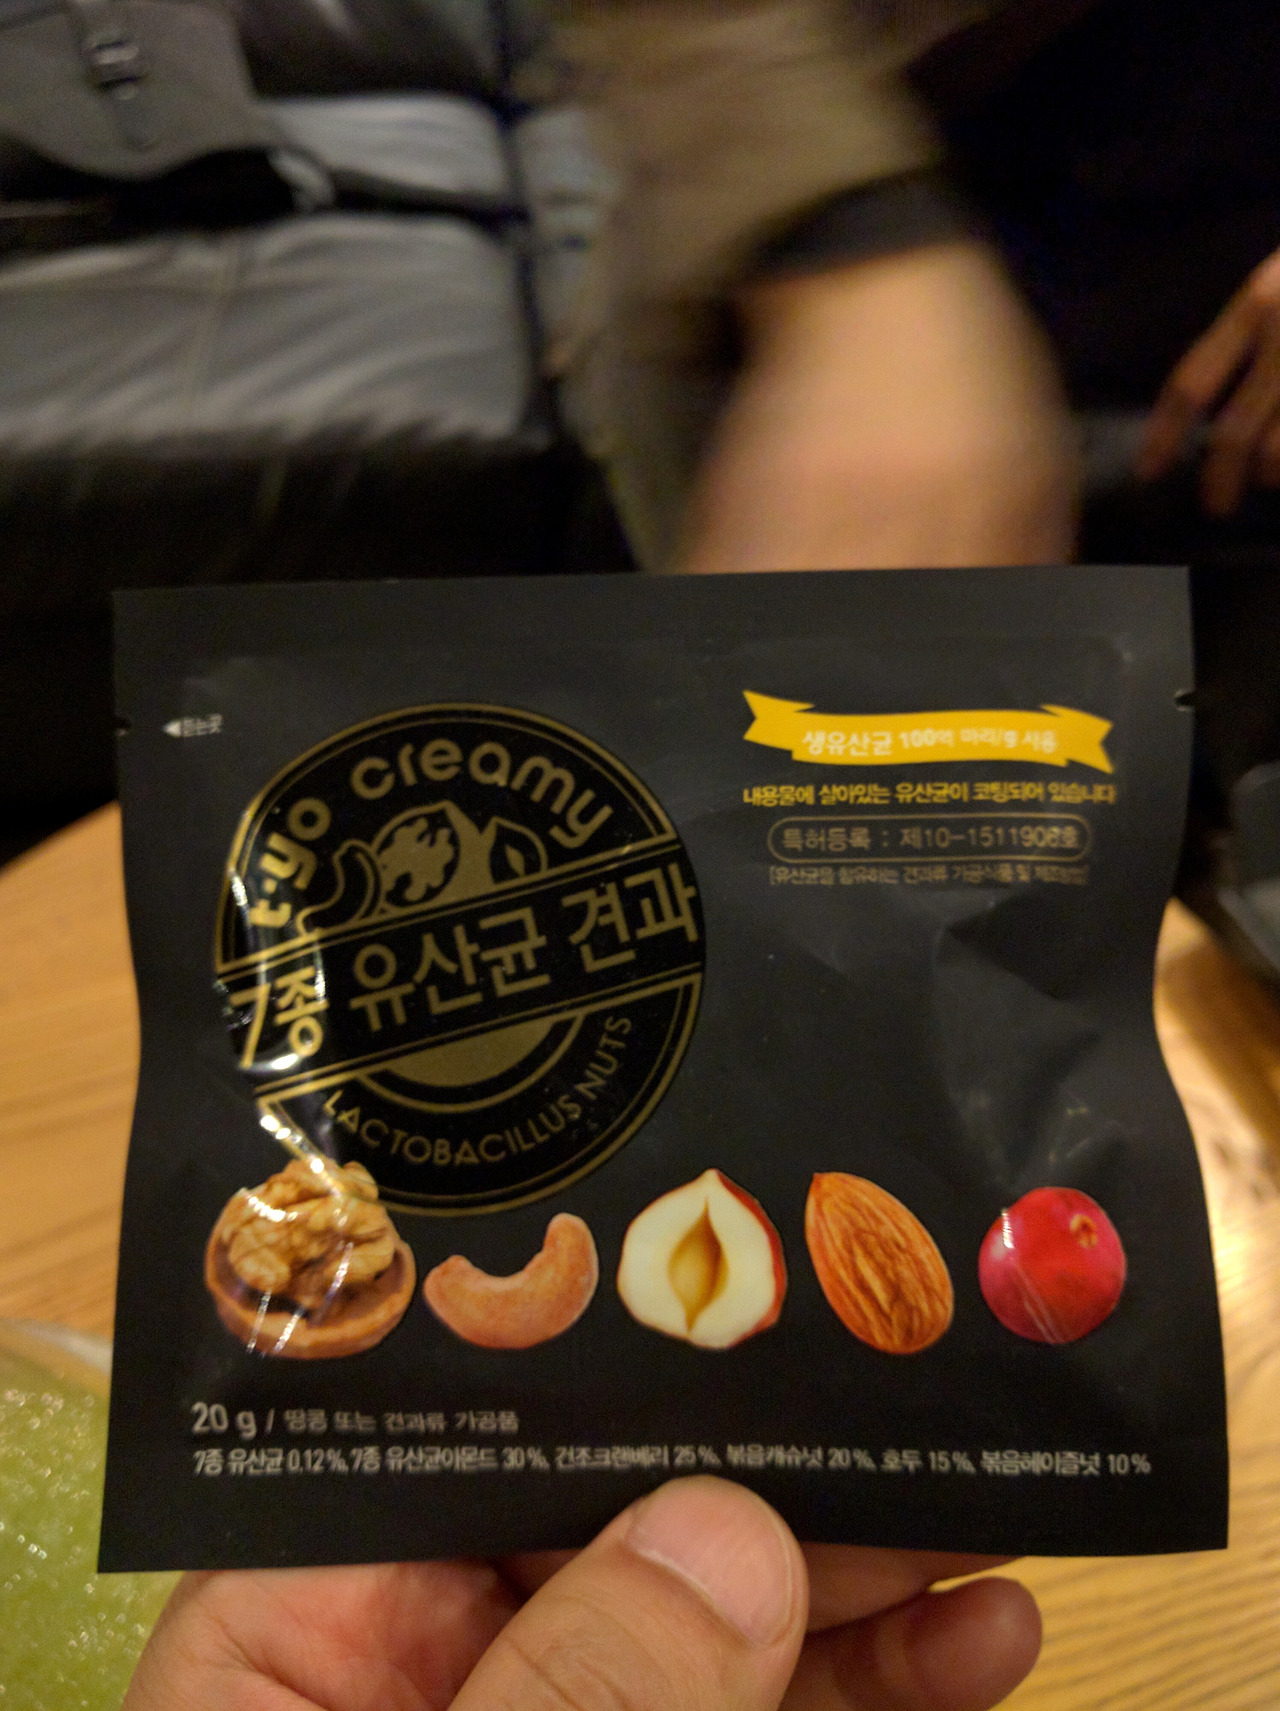 ◀뜯는곳
t-yo creamy
7종 유산균 견과
LACTOBACILLUS NUTS
생유산균 100억 마리/g 사용
내용물에 살아있는 유산균이 코팅되어 있습니다
특허등록 : 제10-1511908호
[유산균을 함유하는 견과류 가공식품 및 제조방법]
20 g / 땅콩 또는 견과류 가공품
7종 유산균 0.12%, 7종 유산균아몬드 30%, 건조크랜베리 25%, 볶음캐슈넛 20%, 호두 15%, 볶음헤이즐넛 10%